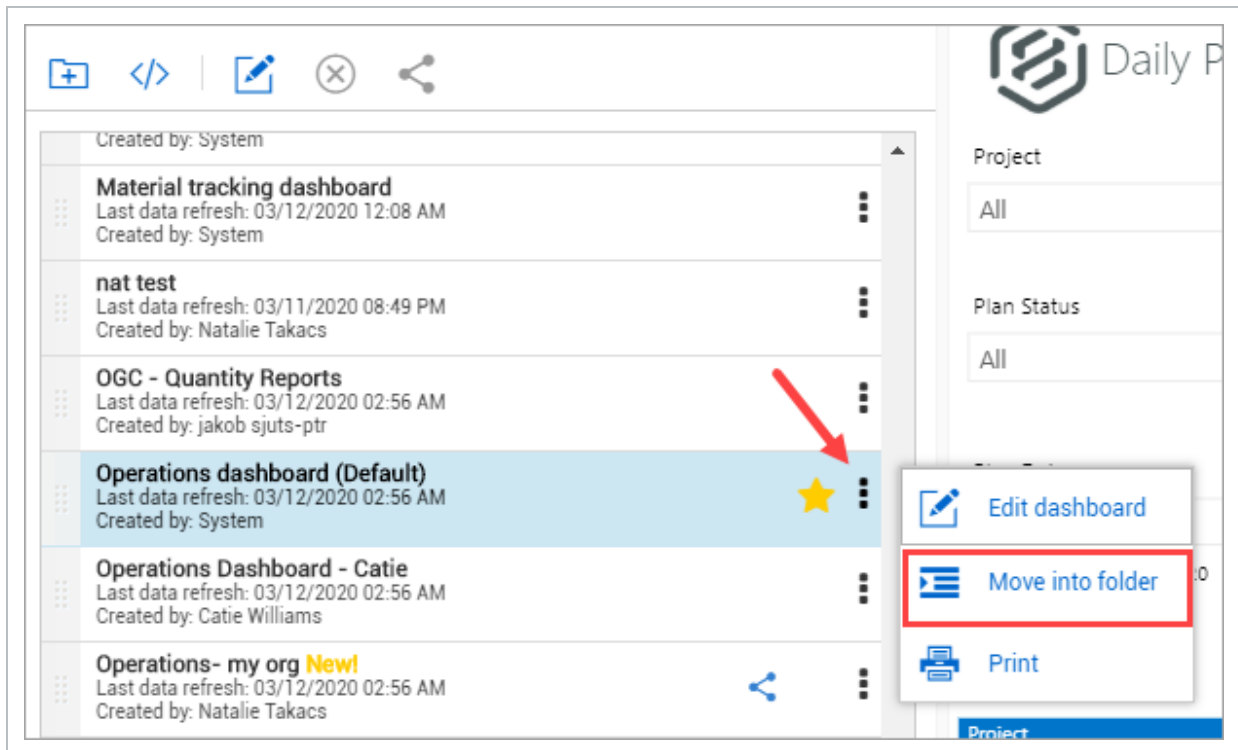 Created by: System
Material tracking dashboard
Last data refresh: 03/12/2020 12:08 AM
Created by: System
nat test
Last data refresh: 03/11/2020 08:49 PM
Created by: Natalie Takacs
OGC - Quantity Reports
Last data refresh: 03/12/2020 02:56 AM
Created by: jakob sjuts-ptr
Operations dashboard (Default)
Last data refresh: 03/12/2020 02:56 AM
Created by: System
Operations Dashboard - Catie
Last data refresh: 03/12/2020 02:56 AM
Created by: Catie Williams
Operations- my org New!
Last data refresh: 03/12/2020 02:56 AM
Created by: Natalie Takacs
Daily P
Project
All
Plan Status
All
Edit dashboard
Move into folder
Print
Project